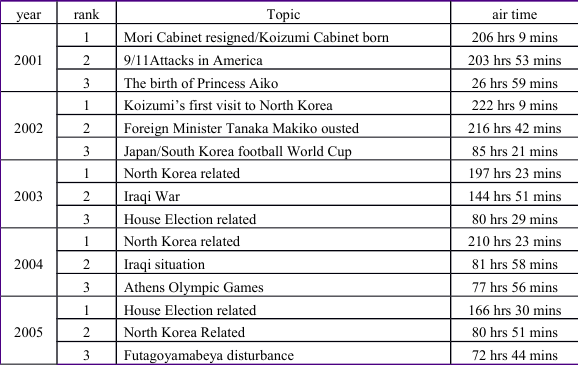 year rank Topic air time
2001 1 Mori Cabinet resigned/Koizumi Cabinet born 206 hrs 9 mins
2 9/11Attacks in America 203 hrs 53 mins
3 The birth of Princess Aiko 26 hrs 59 mins
2002 1 Koizumi’s first visit to North Korea 222 hrs 9 mins
2 Foreign Minister Tanaka Makiko ousted 216 hrs 42 mins
3 Japan/South Korea football World Cup 85 hrs 21 mins
2003 1 North Korea related 197 hrs 23 mins
2 Iraqi War 144 hrs 51 mins
3 House Election related 80 hrs 29 mins
2004 1 North Korea related 210 hrs 23 mins
2 Iraqi situation 81 hrs 58 mins
3 Athens Olympic Games 77 hrs 56 mins
2005 1 House Election related 166 hrs 30 mins
2 North Korea Related 80 hrs 51 mins
3 Futagoyamabeya disturbance 72 hrs 44 mins